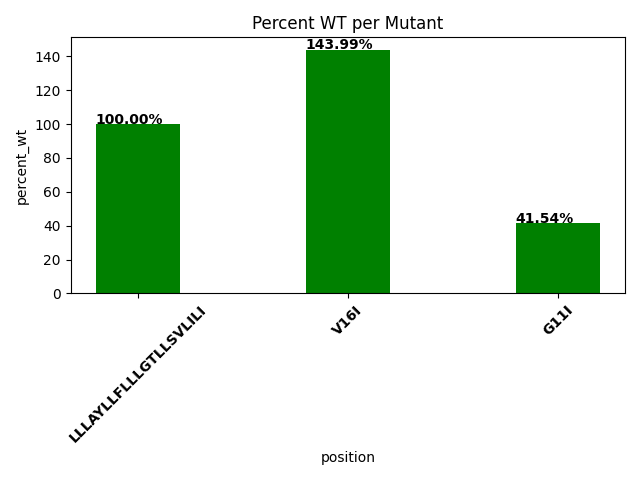 Percent WT per Mutant
percent_wt
140
120
100
80
60
40
20
0
100.00%
143.99%
41.54%
LLLAYLLFLLLGTLLSVLILI
V16I
G11I
position